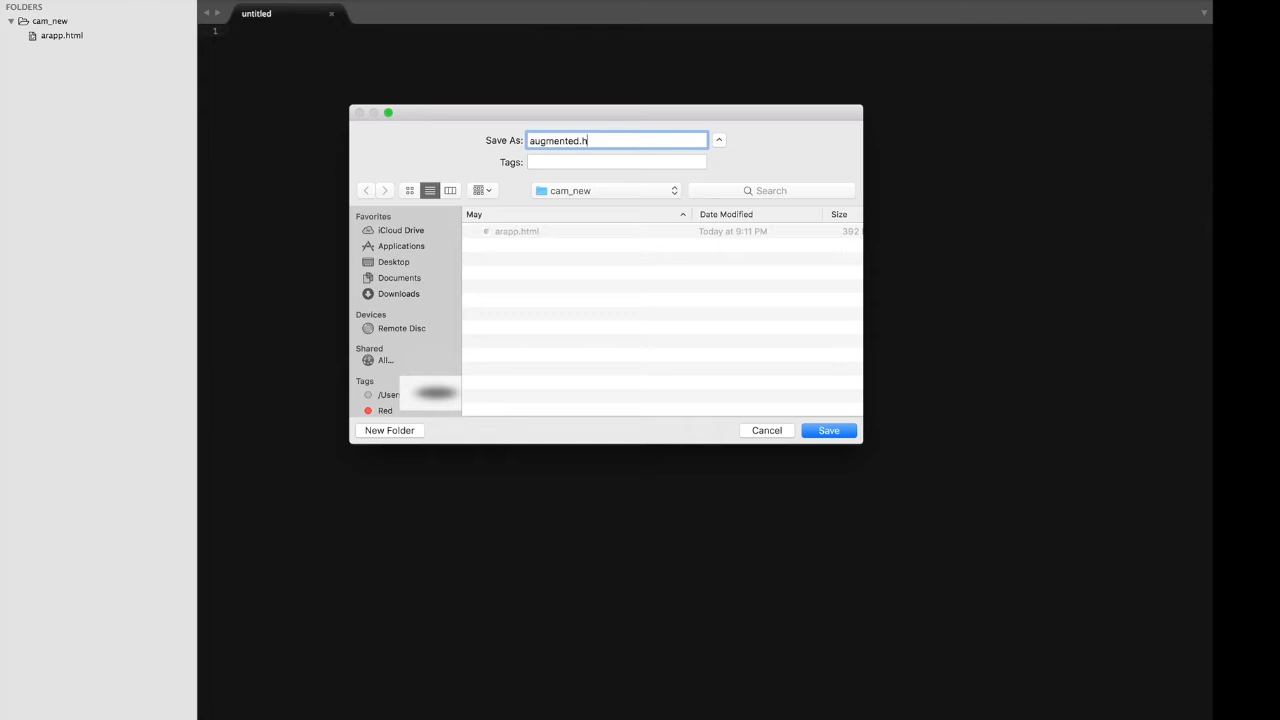 FOLDERS
cam_new
arapp.html
untitled
1
Save As: augmented.h
Tags:
cam_new
Search
Favorites
iCloud Drive
Applications
Desktop
Documents
Downloads
Devices
Remote Disc
Shared
All...
Tags
Red
May Date Modified Size
arapp.html Today at 9:11 PM 392
New Folder Cancel Save